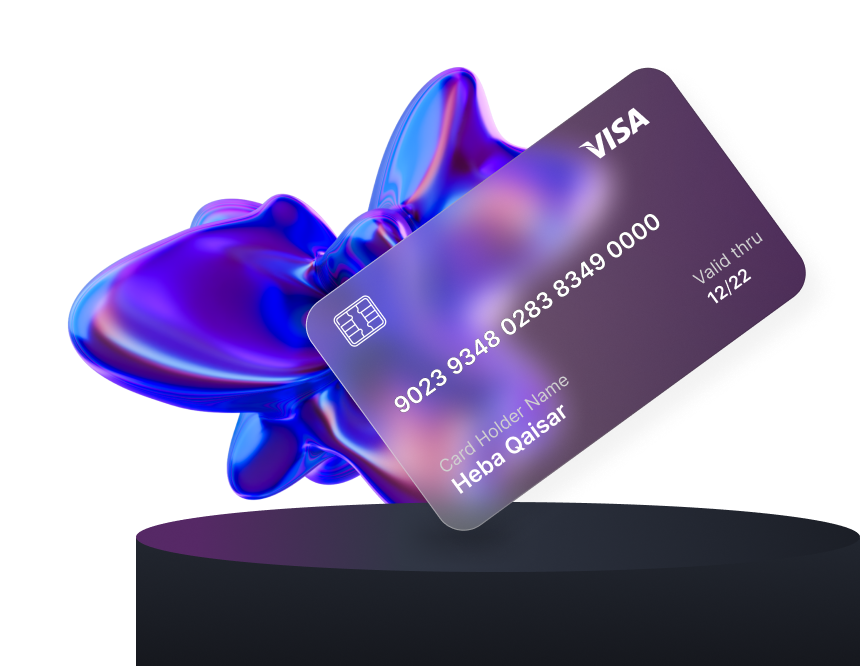 VISA
9023 9348 0283 8349 0000
Valid thru
12/22
Card Holder Name
Heba Qaisar